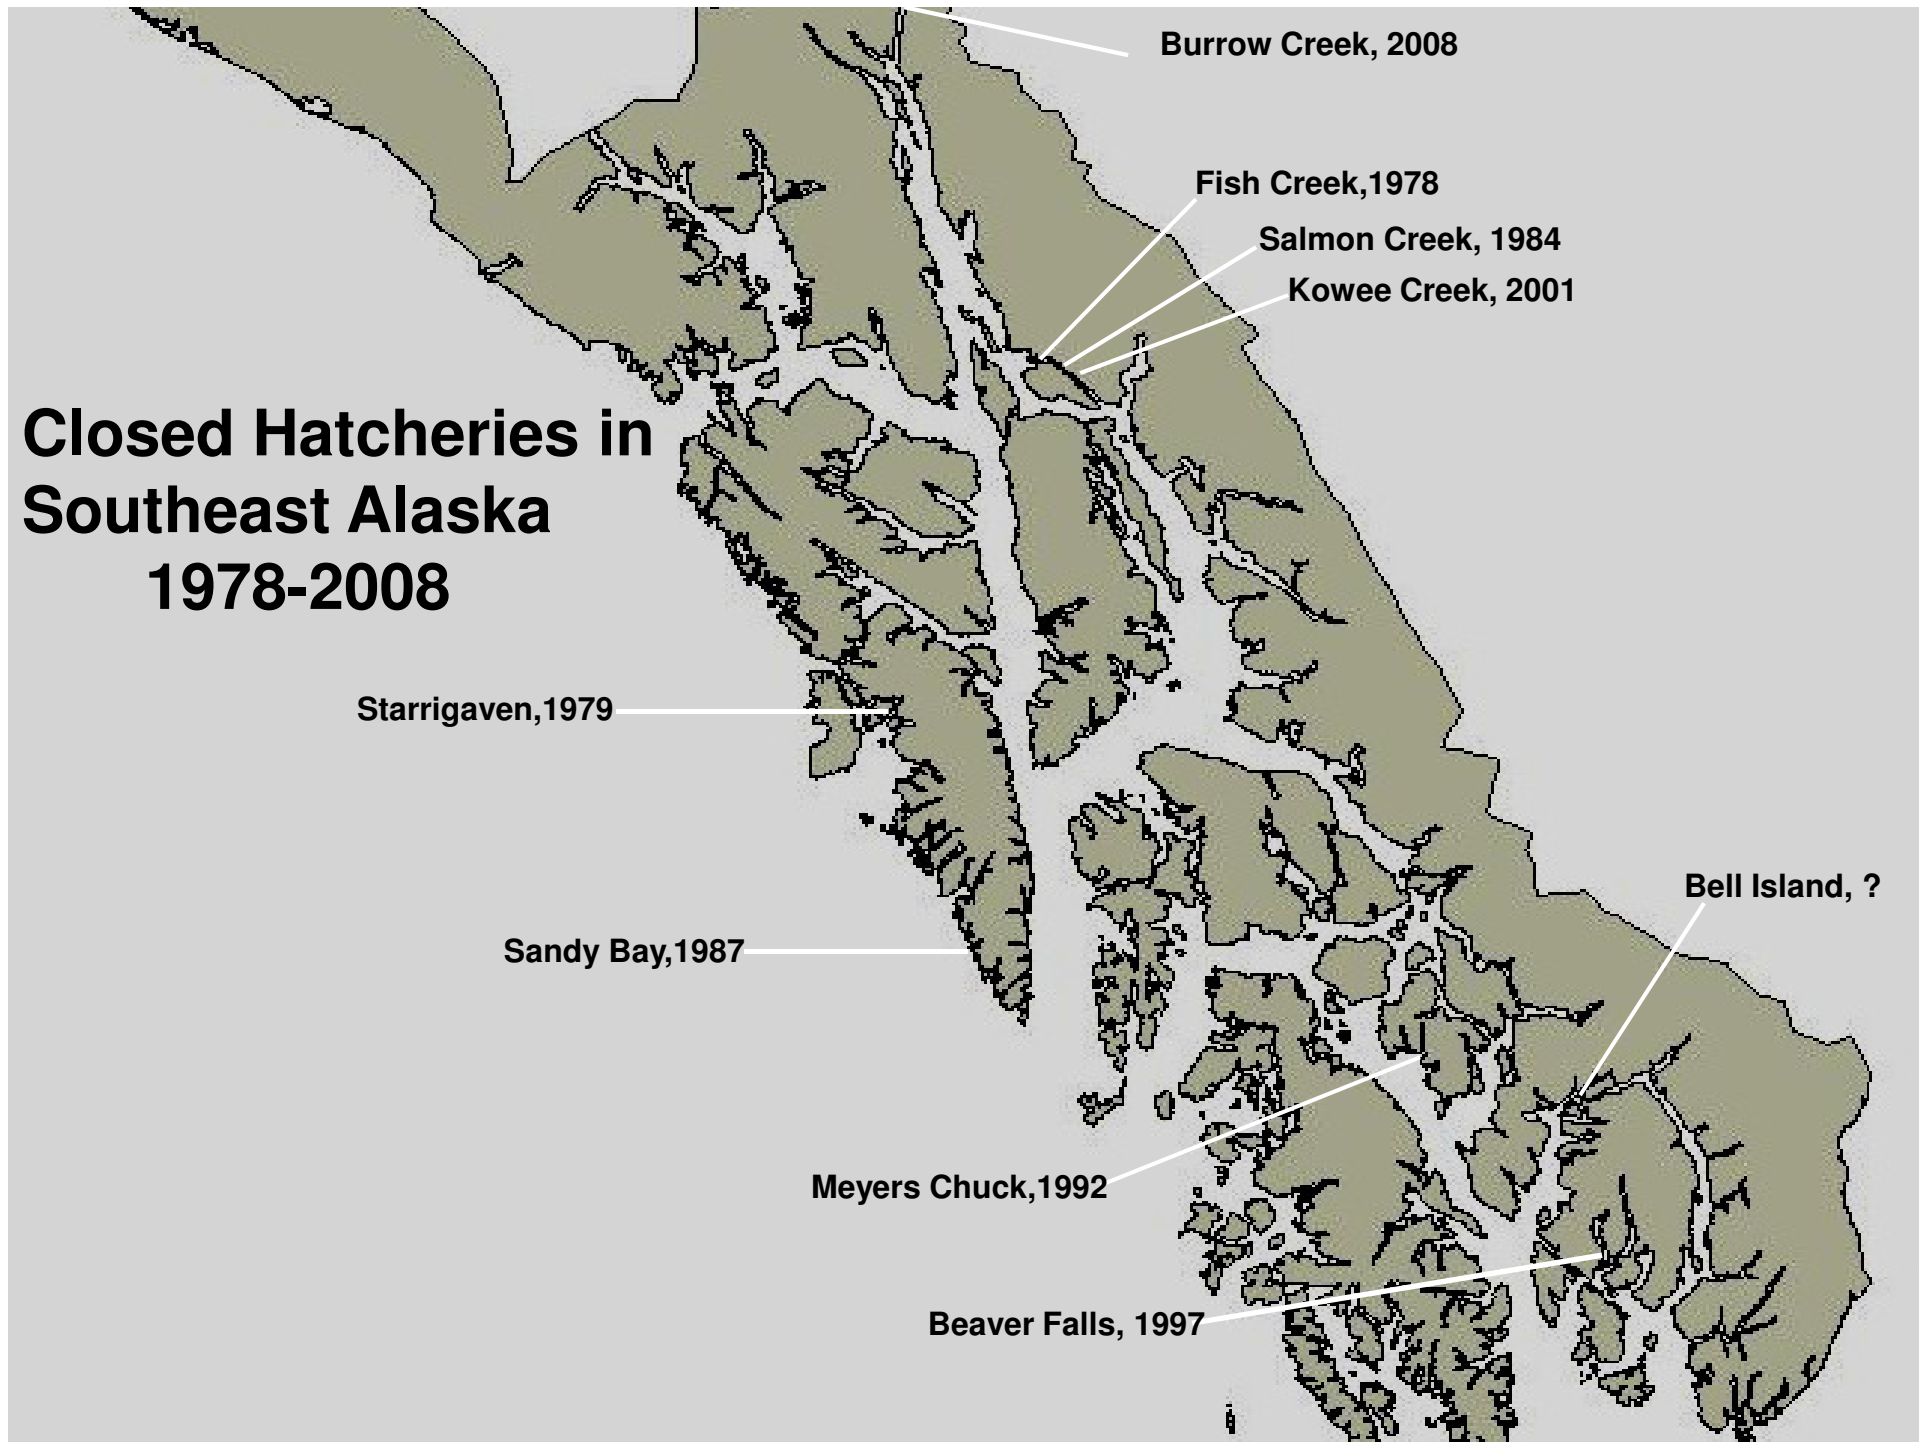 Burrow Creek, 2008
Fish Creek,1978
Salmon Creek, 1984
Kowee Creek, 2001
Closed Hatcheries in
Southeast Alaska
1978-2008
Starrigaven,1979
Bell Island, ?
Sandy Bay,1987
Meyers Chuck,1992
Beaver Falls, 1997